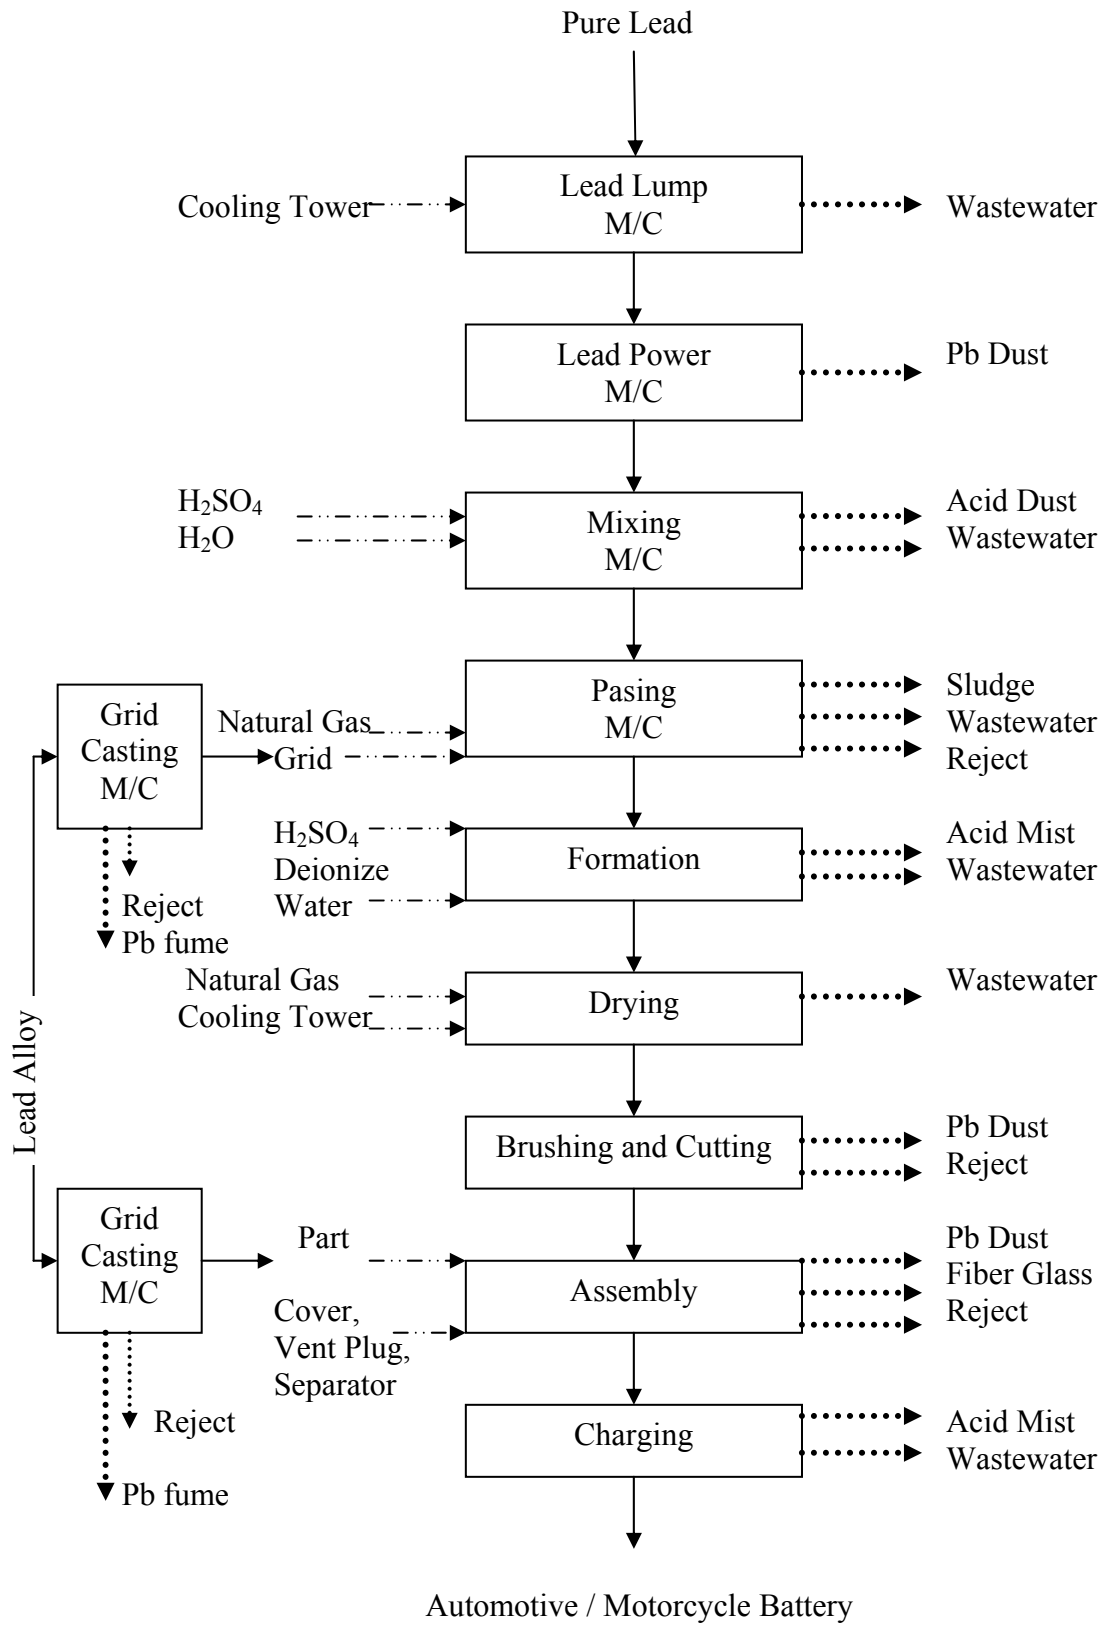 Pure Lead
Lead Lump
M/C
Cooling Tower
Wastewater
Lead Power
M/C
Pb Dust
H₂SO₄
H₂O
Mixing
M/C
Acid Dust
Wastewater
Pasing
M/C
Sludge
Wastewater
Reject
Grid
Casting
M/C
Natural Gas
Grid
H₂SO₄
Deionize
Water
Formation
Acid Mist
Wastewater
Reject
Pb fume
Natural Gas
Cooling Tower
Drying
Wastewater
Lead Alloy
Brushing and Cutting
Pb Dust
Reject
Grid
Casting
M/C
Part
Cover,
Vent Plug,
Separator
Assembly
Pb Dust
Fiber Glass
Reject
Reject
Pb fume
Charging
Acid Mist
Wastewater
Automotive / Motorcycle Battery